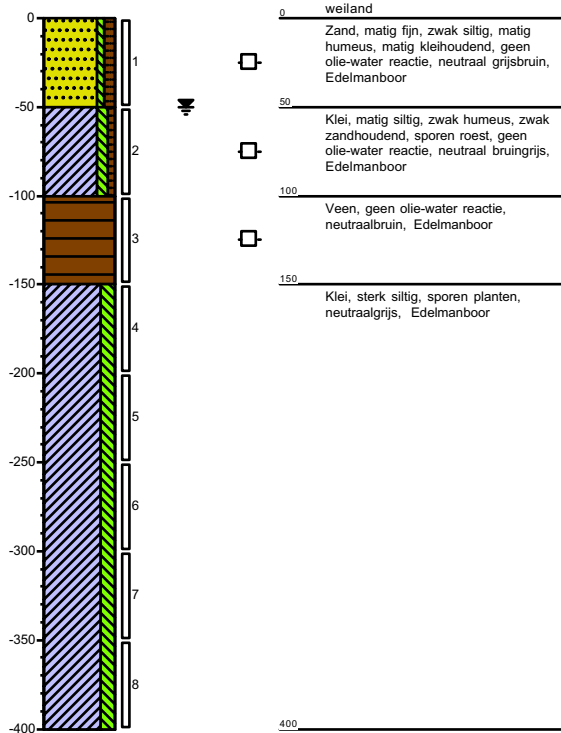 0
-50
-100
-150
-200
-250
-300
-350
-400
1
2
3
4
5
6
7
8
0
weiland
Zand, matig fijn, zwak siltig, matig
humeus, matig kleihoudend, geen
olie-water reactie, neutraal grijsbruin,
Edelmanboor
50
Klei, matig siltig, zwak humeus, zwak
zandhoudend, sporen roest, geen
olie-water reactie, neutraal bruingrijs,
Edelmanboor
100
Veen, geen olie-water reactie,
neutraalbruin, Edelmanboor
150
Klei, sterk siltig, sporen planten,
neutraalgrijs, Edelmanboor
400